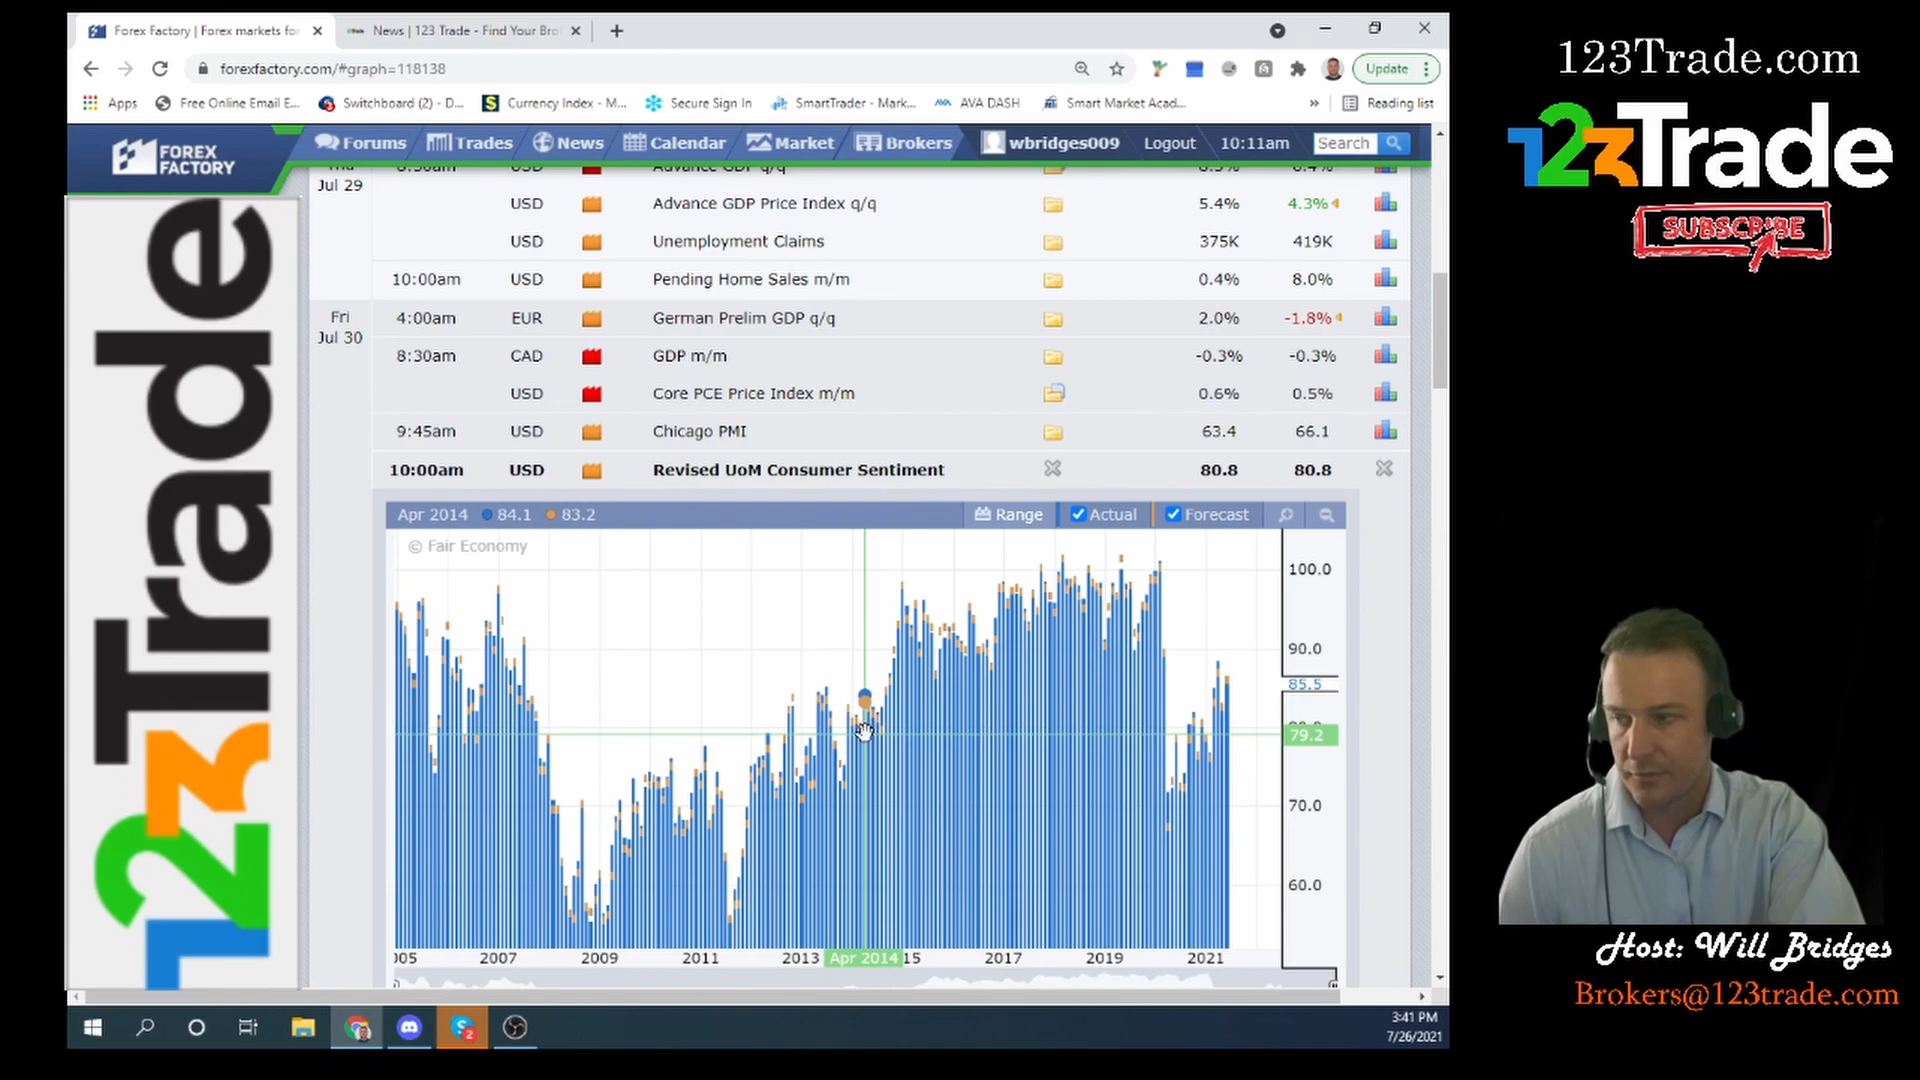 Forex Factory | Forex markets for
News | 123 Trade - Find Your Bro
forexfactory.com/#graph=118138
Update
Apps
Free Online Email E...
Switchboard (2) - D...
Currency Index - M...
Secure Sign In
SmartTrader - Mark...
AVA DASH
Smart Market Acad...
»
Reading list
FOREX FACTORY
Forums
Trades
News
Calendar
Market
Brokers
wbridges009
Logout
10:11am
Search
Jul 29
USD Advance GDP Price Index q/q 5.4% 4.3%
USD Unemployment Claims 375K 419K
10:00am USD Pending Home Sales m/m 0.4% 8.0%
Fri
Jul 30
4:00am EUR German Prelim GDP q/q 2.0% -1.8%
8:30am CAD GDP m/m -0.3% -0.3%
USD Core PCE Price Index m/m 0.6% 0.5%
9:45am USD Chicago PMI 63.4 66.1
10:00am USD Revised UoM Consumer Sentiment 80.8 80.8
Apr 2014 84.1 83.2 Range Actual Forecast
© Fair Economy
100.0
90.0
85.5
79.2
70.0
60.0
005 2007 2009 2011 2013 Apr 2014 15 2017 2019 2021
123Trade
3:41 PM
7/26/2021
2
123Trade.com
123Trade
SUBSCRIBE
Host: Will Bridges
Brokers@123trade.com